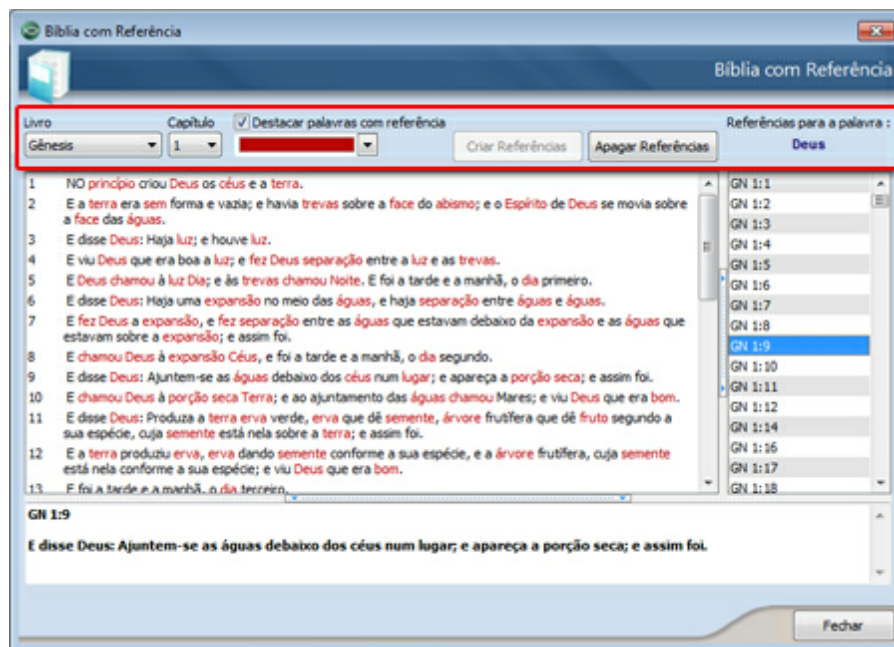 Bíblia com Referência
Bíblia com Referência
Livro
Capítulo
Destacar palavras com referência
Referências para a palavra :
Gênesis
1
Criar Referências
Apagar Referências
Deus
1 NO princípio criou Deus os céus e a terra.
2 E a terra era sem forma e vazia; e havia trevas sobre a face do abismo; e o Espírito de Deus se movia sobre
a face das águas.
3 E disse Deus: Haja luz; e houve luz.
4 E viu Deus que era boa a luz; e fez Deus separação entre a luz e as trevas.
5 E Deus chamou à luz Dia; e às trevas chamou Noite. E foi a tarde e a manhã, o dia primeiro.
6 E disse Deus: Haja uma expansão no meio das águas, e haja separação entre águas e águas.
7 E fez Deus a expansão, e fez separação entre as águas que estavam debaixo da expansão e as águas que
estavam sobre a expansão; e assim foi.
8 E chamou Deus à expansão Céus, e foi a tarde e a manhã, o dia segundo.
9 E disse Deus: Ajuntem-se as águas debaixo dos céus num lugar; e apareça a porção seca; e assim foi.
10 E chamou Deus à porção seca Terra; e ao ajuntamento das águas chamou Mares; e viu Deus que era bom.
11 E disse Deus: Produza a terra erva verde, erva que dê semente, árvore frutífera que dê fruto segundo a
sua espécie, cuja semente está nela sobre a terra; e assim foi.
12 E a terra produziu erva, erva dando semente conforme a sua espécie, e a árvore frutífera, cuja semente
está nela conforme a sua espécie; e viu Deus que era bom.
13 E foi a tarde e a manhã, o dia terceiro.
GN 1:1
GN 1:2
GN 1:3
GN 1:4
GN 1:5
GN 1:6
GN 1:7
GN 1:8
GN 1:9
GN 1:10
GN 1:11
GN 1:12
GN 1:14
GN 1:16
GN 1:17
GN 1:18
GN 1:9
E disse Deus: Ajuntem-se as águas debaixo dos céus num lugar; e apareça a porção seca; e assim foi.
Fechar